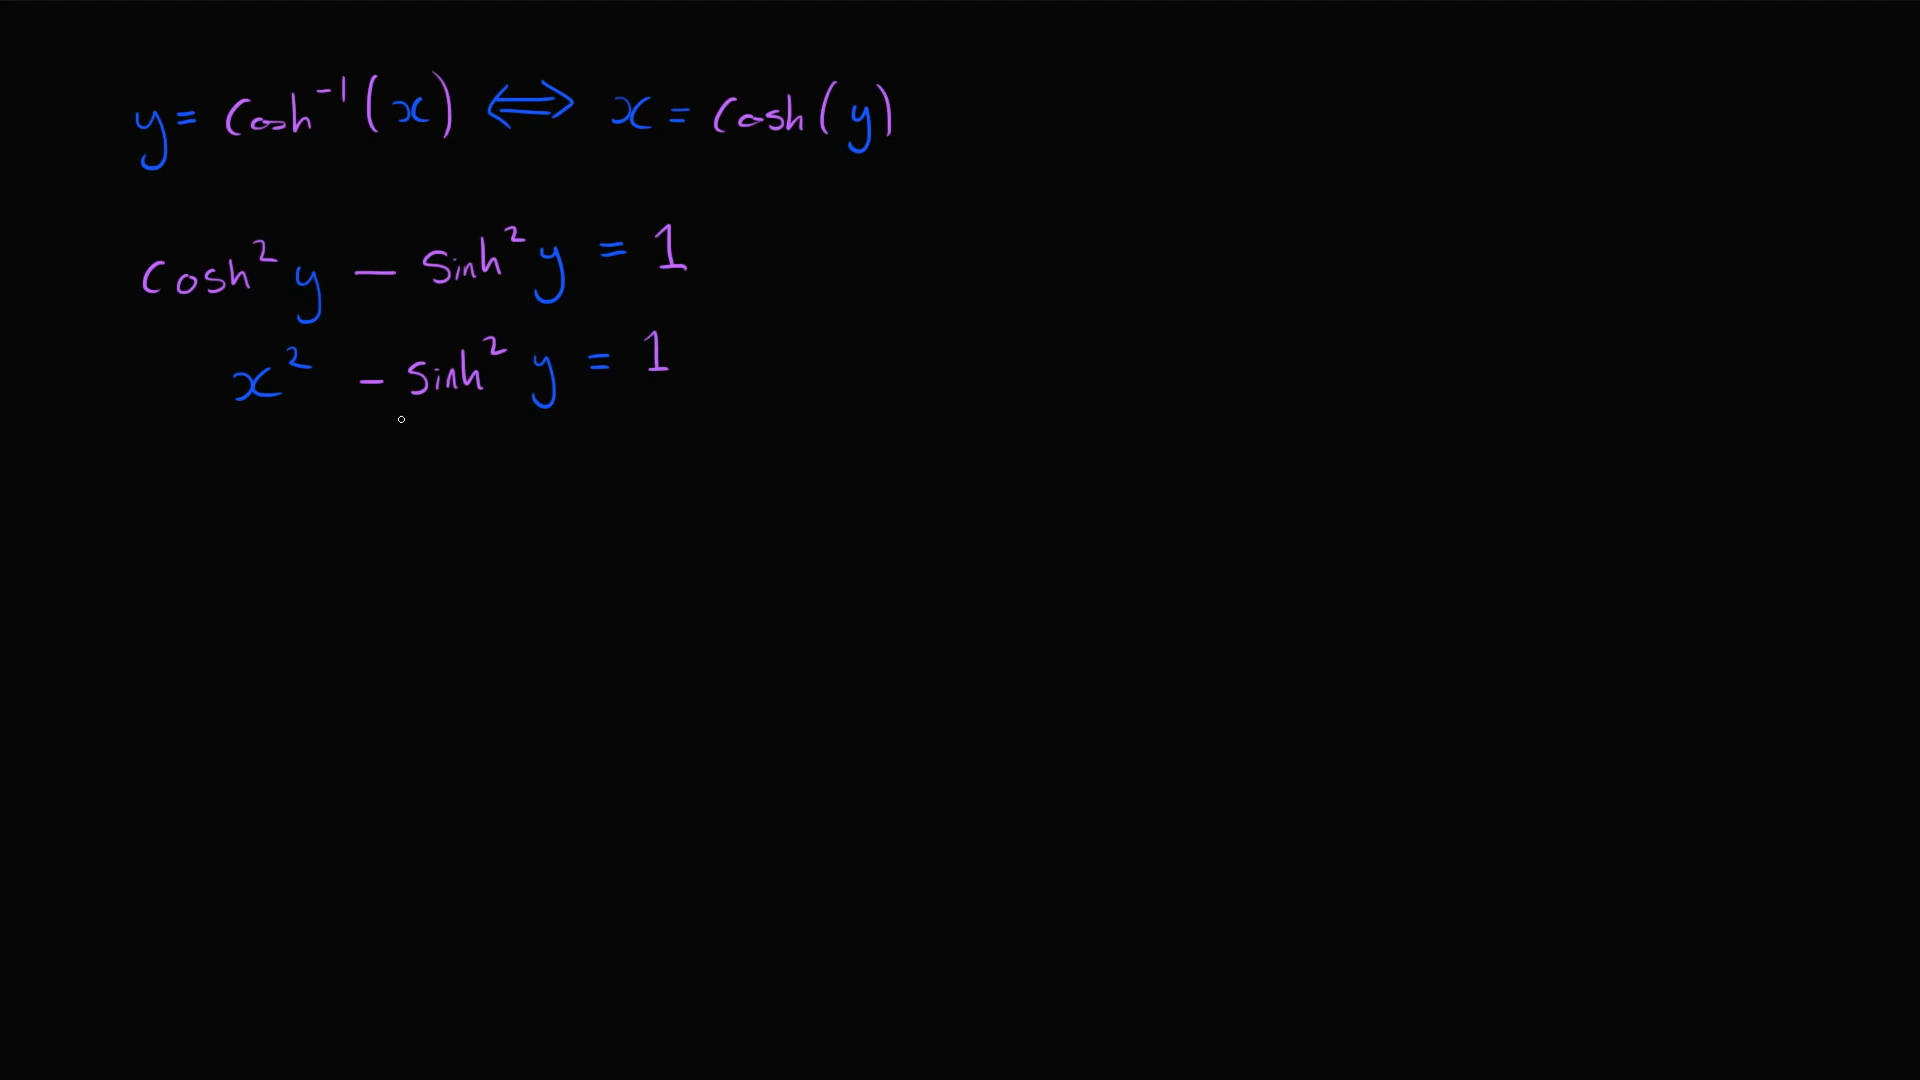 y = Cosh⁻¹(x) ⟺ x = Cosh(y)
Cosh² y − Sinh² y = 1
x² − Sinh² y = 1